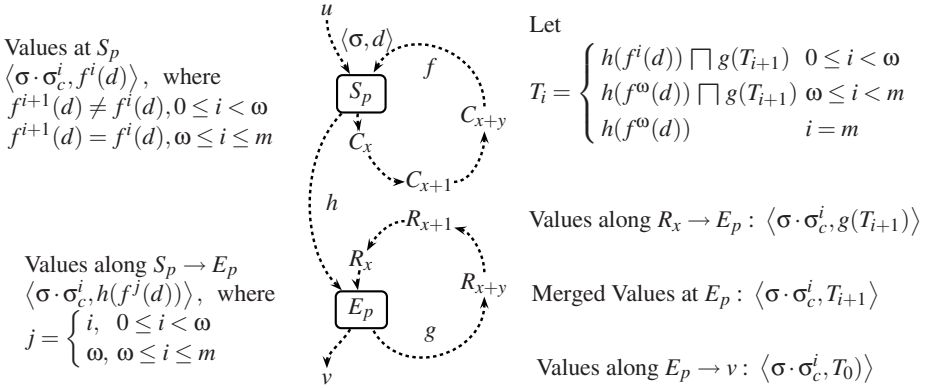 Values at S_p
⟨σ·σ_c^i, f^i(d)⟩, where
f^{i+1}(d) ≠ f^i(d), 0 ≤ i < ω
f^{i+1}(d) = f^i(d), ω ≤ i ≤ m
Values along S_p → E_p
⟨σ·σ_c^i, h(f^j(d))⟩, where
j = { i, 0 ≤ i < ω
ω, ω ≤ i ≤ m
u
⟨σ, d⟩
f
S_p
C_x
C_{x+1}
C_{x+y}
h
R_{x+1}
R_x
R_{x+y}
E_p
g
v
Let
T_i = { h(f^i(d)) ⊓ g(T_{i+1}) 0 ≤ i < ω
h(f^ω(d)) ⊓ g(T_{i+1}) ω ≤ i < m
h(f^ω(d)) i = m
Values along R_x → E_p : ⟨σ·σ_c^i, g(T_{i+1})⟩
Merged Values at E_p : ⟨σ·σ_c^i, T_{i+1}⟩
Values along E_p → v : ⟨σ·σ_c^i, T_0)⟩